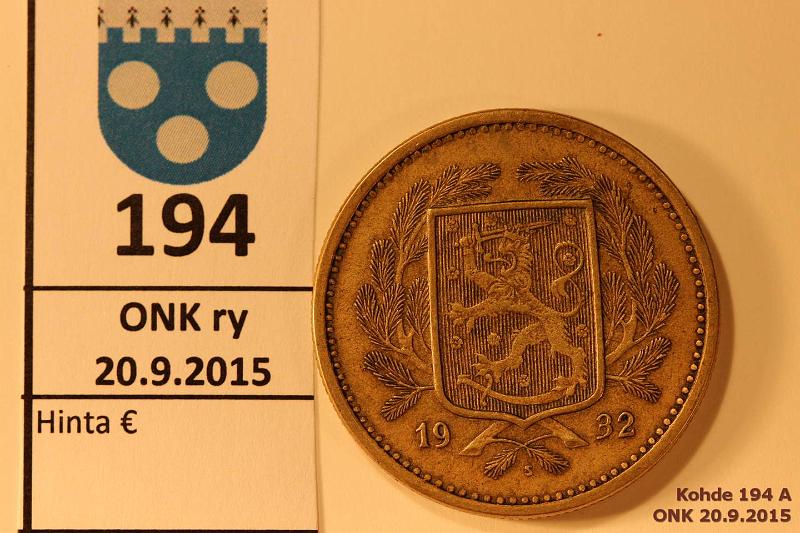 194
ONK ry
20.9.2015
Hinta €
19 32
S
Kohde 194 A
ONK 20.9.2015